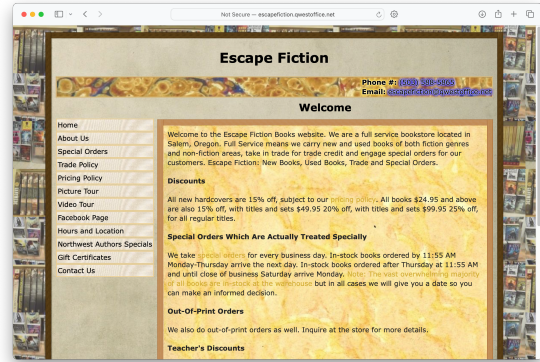 Not Secure — escapefiction.qwestoffice.net
Escape Fiction
Phone #: (503) 588-5865
Email: escapefiction@qwestoffice.net
Welcome
Home
About Us
Special Orders
Trade Policy
Pricing Policy
Picture Tour
Video Tour
Facebook Page
Hours and Location
Northwest Authors Specials
Gift Certificates
Contact Us
Welcome to the Escape Fiction Books website. We are a full service bookstore located in
Salem, Oregon. Full Service means we carry new and used books of both fiction genres
and non-fiction areas, take in trade for trade credit and engage special orders for our
customers. Escape Fiction: New Books, Used Books, Trade and Special Orders.
Discounts
All new hardcovers are 15% off, subject to our pricing policy. All books $24.95 and above
are also 15% off, with titles and sets $49.95 20% off, with titles and sets $99.95 25% off,
for all regular titles.
Special Orders Which Are Actually Treated Specially
We take special orders for every business day. In-stock books ordered by 11:55 AM
Monday-Thursday arrive the next day. In-stock books ordered after Thursday at 11:55 AM
and until close of business Saturday arrive Monday. Note: The vast overwhelming majority
of all books are in-stock at the warehouse but in all cases we will give you a date so you
can make an informed decision.
Out-Of-Print Orders
We also do out-of-print orders as well. Inquire at the store for more details.
Teacher's Discounts